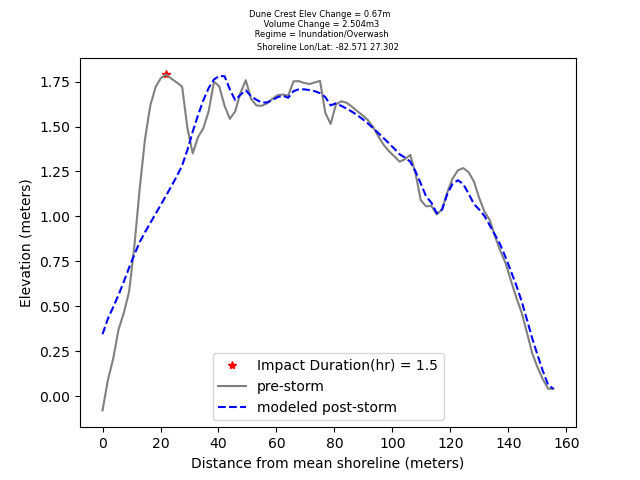 Dune Crest Elev Change = 0.67m
Volume Change = 2.504m3
Regime = Inundation/Overwash
Shoreline Lon/Lat: -82.571 27.302
Elevation (meters)
1.75
1.50
1.25
1.00
0.75
0.50
0.25
0.00
Impact Duration(hr) = 1.5
pre-storm
modeled post-storm
0 20 40 60 80 100 120 140 160
Distance from mean shoreline (meters)